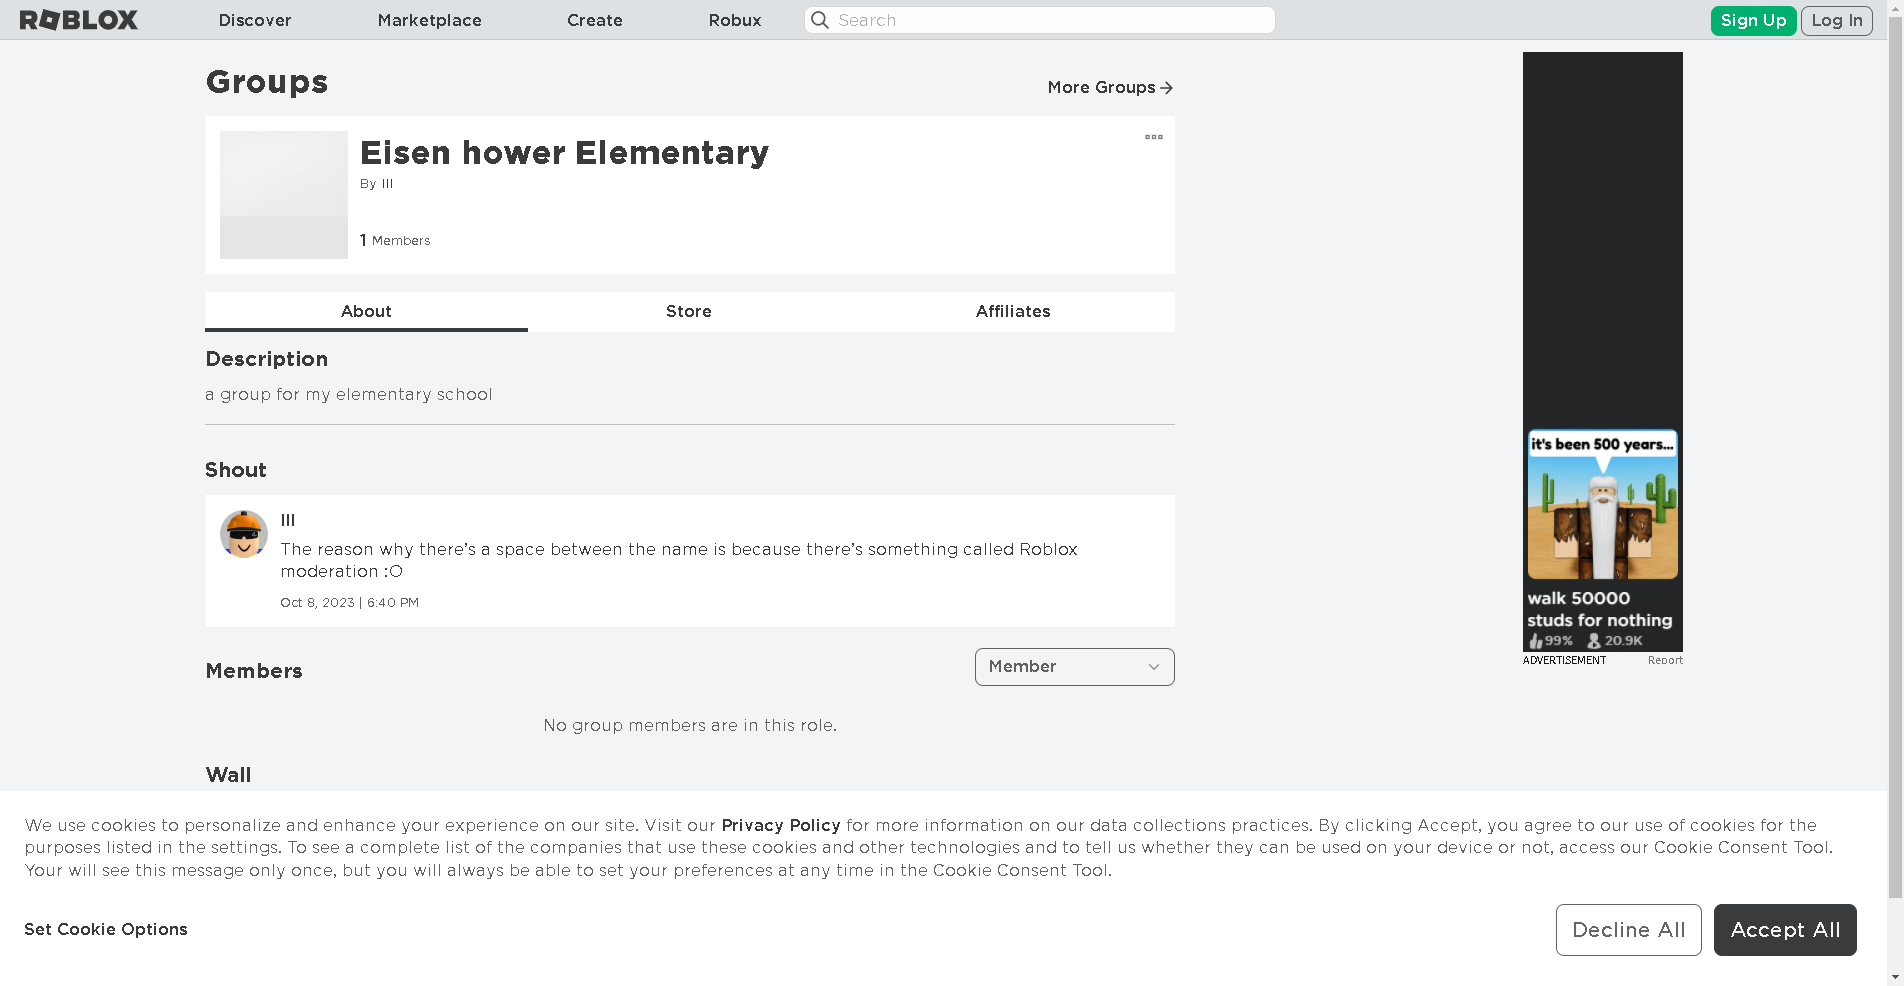 ROBLOX Discover Marketplace Create Robux Search Sign Up Log In
Groups
More Groups
Eisen hower Elementary
By III
1 Members
About Store Affiliates
Description
a group for my elementary school
Shout
III
The reason why there’s a space between the name is because there’s something called Roblox
moderation :O
Oct 8, 2023 | 6:40 PM
Members
Member
No group members are in this role.
Wall
it's been 500 years...
walk 50000
studs for nothing
99% 20.9K
ADVERTISEMENT Report
We use cookies to personalize and enhance your experience on our site. Visit our Privacy Policy for more information on our data collections practices. By clicking Accept, you agree to our use of cookies for the
purposes listed in the settings. To see a complete list of the companies that use these cookies and other technologies and to tell us whether they can be used on your device or not, access our Cookie Consent Tool.
Your will see this message only once, but you will always be able to set your preferences at any time in the Cookie Consent Tool.
Set Cookie Options
Decline All
Accept All